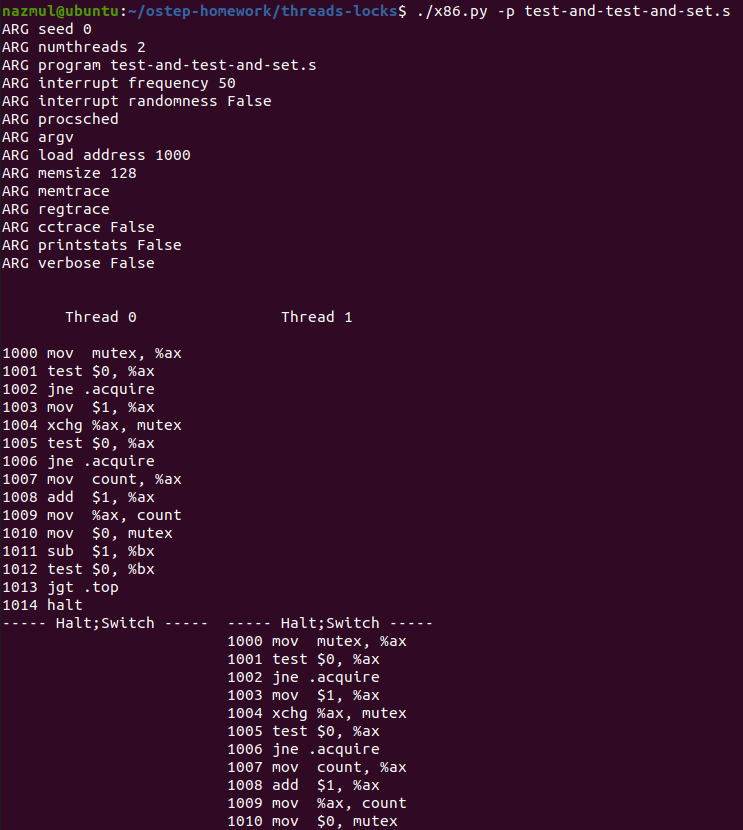 nazmul@ubuntu:~/ostep-homework/threads-locks$ ./x86.py -p test-and-test-and-set.s
ARG seed 0
ARG numthreads 2
ARG program test-and-test-and-set.s
ARG interrupt frequency 50
ARG interrupt randomness False
ARG procsched
ARG argv
ARG load address 1000
ARG memsize 128
ARG memtrace
ARG regtrace
ARG cctrace False
ARG printstats False
ARG verbose False
       Thread 0                Thread 1
1000 mov  mutex, %ax
1001 test $0, %ax
1002 jne .acquire
1003 mov  $1, %ax
1004 xchg %ax, mutex
1005 test $0, %ax
1006 jne .acquire
1007 mov  count, %ax
1008 add  $1, %ax
1009 mov  %ax, count
1010 mov  $0, mutex
1011 sub  $1, %bx
1012 test $0, %bx
1013 jgt .top
1014 halt
----- Halt;Switch -----  ----- Halt;Switch -----
                         1000 mov  mutex, %ax
                         1001 test $0, %ax
                         1002 jne .acquire
                         1003 mov  $1, %ax
                         1004 xchg %ax, mutex
                         1005 test $0, %ax
                         1006 jne .acquire
                         1007 mov  count, %ax
                         1008 add  $1, %ax
                         1009 mov  %ax, count
                         1010 mov  $0, mutex